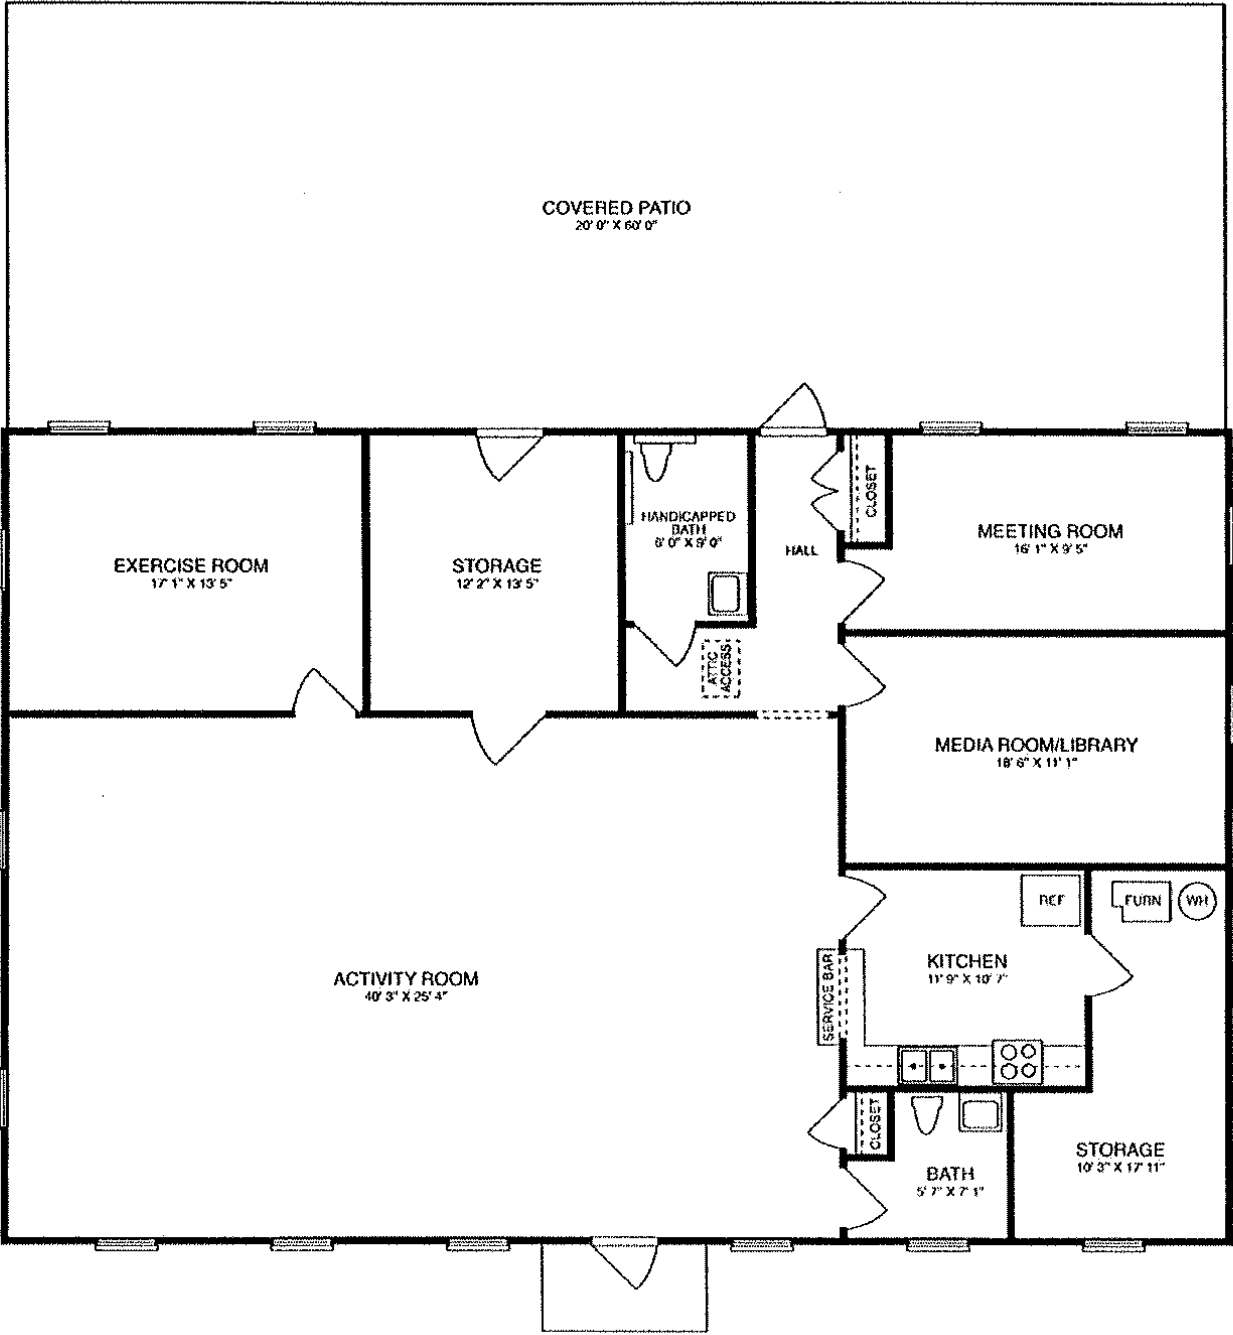 COVERED PATIO
20' 0" X 60' 0"
EXERCISE ROOM
17' 1" X 13' 5"
STORAGE
12' 2" X 13' 5"
HANDICAPPED
BATH
6' 0" X 9' 0"
HALL
CLOSET
MEETING ROOM
16' 1" X 9' 5"
ATTIC
ACCESS
MEDIA ROOM/LIBRARY
18' 6" X 11' 1"
ACTIVITY ROOM
40' 3" X 25' 4"
SERVICE BAR
KITCHEN
11' 9" X 10' 7"
REF
FURN
WH
CLOSET
BATH
5' 7" X 7' 1"
STORAGE
10' 3" X 17' 11"